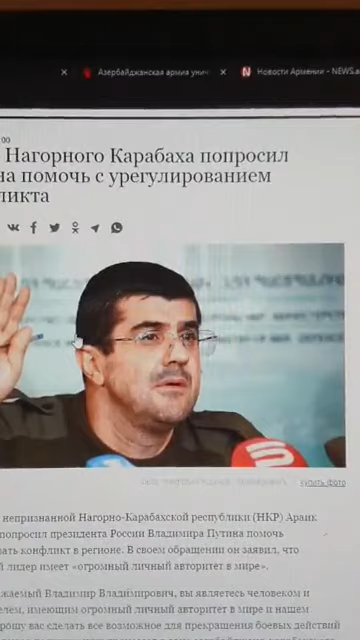 Азербайджанская армия унич
Новости Армении – NEWS.a
00
Нагорного Карабаха попросил
на помочь с урегулированием
ликта
купить фото
непризнанной Нагорно-Карабахской республики (НКР) Араик
попросил президента России Владимира Путина помочь
ать конфликт в регионе. В своем обращении он заявил, что
й лидер имеет «огромный личный авторитет в мире».
жаемый Владимир Владимирович, вы являетесь человеком и
елем, имеющим огромный личный авторитет в мире и нашем
рошу вас сделать все возможное для прекращения боевых действий